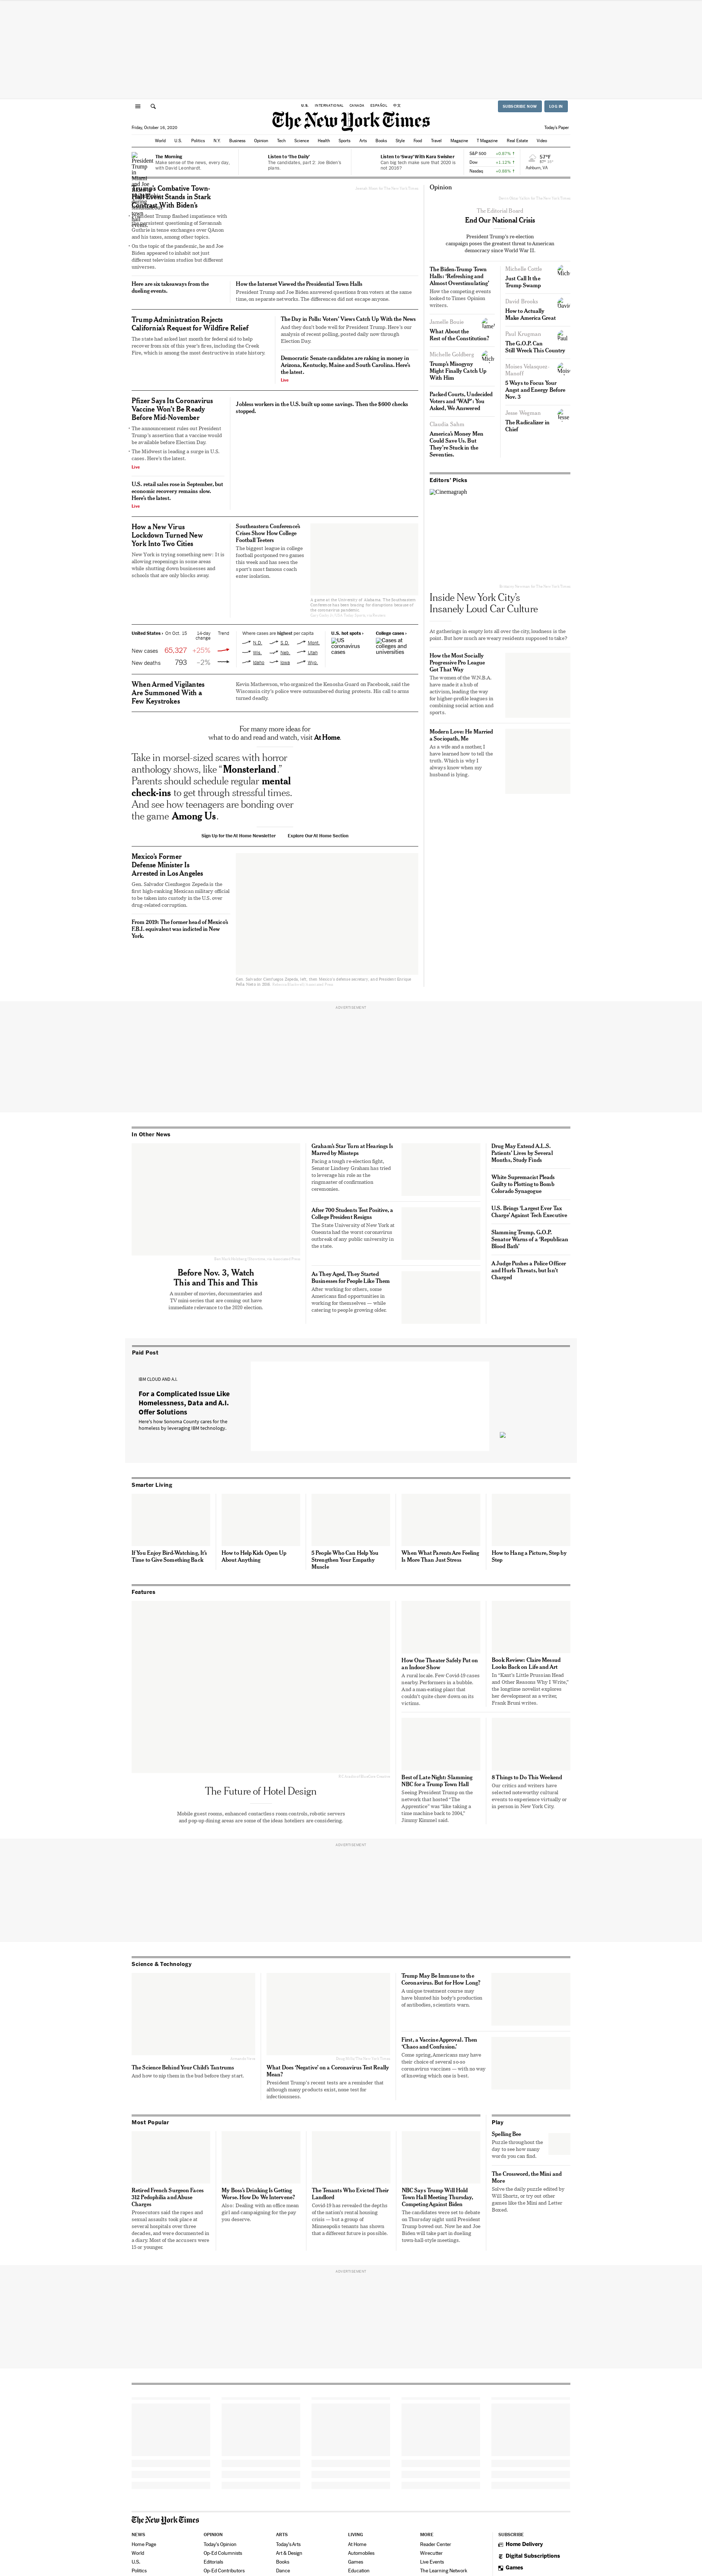 U.S.
INTERNATIONAL
CANADA
ESPAÑOL
中文
SUBSCRIBE NOW
LOG IN
The New York Times
Friday, October 16, 2020
Today's Paper
World
U.S.
Politics
N.Y.
Business
Opinion
Tech
Science
Health
Sports
Arts
Books
Style
Food
Travel
Magazine
T Magazine
Real Estate
Video
The Morning
Make sense of the news, every day, with David Leonhardt.
Listen to 'The Daily'
The candidates, part 2: Joe Biden's plans.
Listen to 'Sway' With Kara Swisher
Can big tech make sure that 2020 is not 2016?
S&P 500 +0.87% ↑
Dow +1.12% ↑
Nasdaq +0.86% ↑
57°F
Ashburn, VA
Trump's Combative Town-
Hall Event Stands in Stark
Contrast With Biden's
President Trump flashed impatience with
the persistent questioning of Savannah
Guthrie in tense exchanges over QAnon
and his taxes, among other topics.
On the topic of the pandemic, he and Joe
Biden appeared to inhabit not just
different television studios but different
universes.
Here are six takeaways from the
dueling events.
How the Internet Viewed the Presidential Town Halls
President Trump and Joe Biden answered questions from voters at the same
time, on separate networks. The differences did not escape anyone.
Trump Administration Rejects
California's Request for Wildfire Relief
The state had asked last month for federal aid to help
recover from six of this year's fires, including the Creek
Fire, which is among the most destructive in state history.
The Day in Polls: Voters' Views Catch Up With the News
And they don't bode well for President Trump. Here's our
analysis of recent polling, posted daily now through
Election Day.
Democratic Senate candidates are raking in money in
Arizona, Kentucky, Maine and South Carolina. Here's
the latest.
Live
Pfizer Says Its Coronavirus
Vaccine Won't Be Ready
Before Mid-November
The announcement rules out President
Trump's assertion that a vaccine would
be available before Election Day.
The Midwest is leading a surge in U.S.
cases. Here's the latest.
Live
U.S. retail sales rose in September, but
economic recovery remains slow.
Here's the latest.
Live
Jobless workers in the U.S. built up some savings. Then the $600 checks
stopped.
How a New Virus
Lockdown Turned New
York Into Two Cities
New York is trying something new: It is
allowing reopenings in some areas
while shutting down businesses and
schools that are only blocks away.
Southeastern Conference's
Crises Show How College
Football Teeters
The biggest league in college
football postponed two games
this week and has seen the
sport's most famous coach
enter isolation.
A game at the University of Alabama. The Southeastern
Conference has been bracing for disruptions because of
the coronavirus pandemic.
United States ›
On Oct. 15
14-day change
Trend
New cases 65,327 +25%
New deaths 793 –2%
Where cases are highest per capita
N.D.
S.D.
Mont.
Wis.
Neb.
Utah
Idaho
Iowa
Wyo.
U.S. hot spots ›
US coronavirus cases
College cases ›
Cases at colleges and universities
When Armed Vigilantes
Are Summoned With a
Few Keystrokes
Kevin Mathewson, who organized the Kenosha Guard on Facebook, said the
Wisconsin city's police were outnumbered during protests. His call to arms
turned deadly.
For many more ideas for
what to do and read and watch, visit At Home.
Take in morsel-sized scares with horror
anthology shows, like “Monsterland.”
Parents should schedule regular mental
check-ins to get through stressful times.
And see how teenagers are bonding over
the game Among Us.
Sign Up for the At Home Newsletter
Explore Our At Home Section
Mexico's Former
Defense Minister Is
Arrested in Los Angeles
Gen. Salvador Cienfuegos Zepeda is the
first high-ranking Mexican military official
to be taken into custody in the U.S. over
drug-related corruption.
From 2019: The former head of Mexico's
F.B.I. equivalent was indicted in New
York.
Gen. Salvador Cienfuegos Zepeda, left, then Mexico's defense secretary, and President Enrique
Peña Nieto in 2016.
Opinion
The Editorial Board
End Our National Crisis
President Trump's re-election
campaign poses the greatest threat to American
democracy since World War II.
The Biden-Trump Town
Halls: 'Refreshing and
Almost Overstimulating'
How the competing events
looked to Times Opinion
writers.
Jamelle Bouie
What About the
Rest of the Constitution?
Michelle Goldberg
Trump's Misogyny
Might Finally Catch Up
With Him
Packed Courts, Undecided
Voters and 'WAP': You
Asked, We Answered
Claudia Sahm
America's Money Men
Could Save Us. But
They're Stuck in the
Seventies.
Michelle Cottle
Just Call It the
Trump Swamp
David Brooks
How to Actually
Make America Great
Paul Krugman
The G.O.P. Can
Still Wreck This Country
Moises Velasquez-
Manoff
5 Ways to Focus Your
Angst and Energy Before
Nov. 3
Jesse Wegman
The Radicalizer in
Chief
Editors' Picks
Cinemagraph
Inside New York City's
Insanely Loud Car Culture
At gatherings in empty lots all over the city, loudness is the
point. But what are weary residents supposed to take?
How the Most Socially
Progressive Pro League
Got That Way
The women of the W.N.B.A.
have made it a hub of
activism, leading the way
for higher-profile leagues in
combining social action and
sports.
Modern Love: He Married
a Sociopath. Me
As a wife and a mother, I
have learned how to tell the
truth. Which is why I
always know when my
husband is lying.
ADVERTISEMENT
In Other News
Before Nov. 3, Watch
This and This and This
A number of movies, documentaries and
TV mini-series that are coming out have
immediate relevance to the 2020 election.
Graham's Star Turn at Hearings Is
Marred by Missteps
Facing a tough re-election fight,
Senator Lindsey Graham has tried
to leverage his role as the
ringmaster of confirmation
ceremonies.
After 700 Students Test Positive, a
College President Resigns
The State University of New York at
Oneonta had the worst coronavirus
outbreak of any public university in
the state.
As They Aged, They Started
Businesses for People Like Them
After working for others, some
Americans find opportunities in
working for themselves — while
catering to people growing older.
Drug May Extend A.L.S.
Patients' Lives by Several
Months, Study Finds
White Supremacist Pleads
Guilty to Plotting to Bomb
Colorado Synagogue
U.S. Brings 'Largest Ever Tax
Charge' Against Tech Executive
Slamming Trump, G.O.P.
Senator Warns of a 'Republican
Blood Bath'
A Judge Pushes a Police Officer
and Hurls Threats, but Isn't
Charged
Paid Post
IBM CLOUD AND A.I.
For a Complicated Issue Like
Homelessness, Data and A.I.
Offer Solutions
Here's how Sonoma County cares for the
homeless by leveraging IBM technology.
Smarter Living
If You Enjoy Bird-Watching, It's
Time to Give Something Back
How to Help Kids Open Up
About Anything
5 People Who Can Help You
Strengthen Your Empathy
Muscle
When What Parents Are Feeling
Is More Than Just Stress
How to Hang a Picture, Step by
Step
Features
The Future of Hotel Design
Mobile guest rooms, enhanced contactless room controls, robotic servers
and pop-up dining areas are some of the ideas hoteliers are considering.
How One Theater Safely Put on
an Indoor Show
A rural locale. Few Covid-19 cases
nearby. Performers in a bubble.
And a man-eating plant that
couldn't quite chow down on its
victims.
Book Review: Claire Messud
Looks Back on Life and Art
In “Kant's Little Prussian Head
and Other Reasons Why I Write,”
the longtime novelist explores
her development as a writer,
Frank Bruni writes.
Best of Late Night: Slamming
NBC for a Trump Town Hall
Seeing President Trump on the
network that hosted “The
Apprentice” was “like taking a
time machine back to 2004,”
Jimmy Kimmel said.
8 Things to Do This Weekend
Our critics and writers have
selected noteworthy cultural
events to experience virtually or
in person in New York City.
ADVERTISEMENT
Science & Technology
The Science Behind Your Child's Tantrums
And how to nip them in the bud before they start.
What Does 'Negative' on a Coronavirus Test Really
Mean?
President Trump's recent tests are a reminder that
although many products exist, none test for
infectiousness.
Trump May Be Immune to the
Coronavirus. But for How Long?
A unique treatment course may
have blunted his body's production
of antibodies, scientists warn.
First, a Vaccine Approval. Then
'Chaos and Confusion.'
Come spring, Americans may have
their choice of several so-so
coronavirus vaccines — with no way
of knowing which one is best.
Most Popular
Retired French Surgeon Faces
312 Pedophilia and Abuse
Charges
Prosecutors said the rapes and
sexual assaults took place at
several hospitals over three
decades, and were documented in
a diary. Most of the accusers were
15 or younger.
My Boss's Drinking Is Getting
Worse. How Do We Intervene?
Also: Dealing with an office mean
girl and campaigning for the pay
you deserve.
The Tenants Who Evicted Their
Landlord
Covid-19 has revealed the depths
of the nation's rental housing
crisis — but a group of
Minneapolis tenants has shown
that a different future is possible.
NBC Says Trump Will Hold
Town Hall Meeting Thursday,
Competing Against Biden
The candidates were set to debate
on Thursday night until President
Trump bowed out. Now he and Joe
Biden will take part in dueling
town-hall-style meetings.
Play
Spelling Bee
Puzzle throughout the
day to see how many
words you can find.
The Crossword, the Mini and
More
Solve the daily puzzle edited by
Will Shortz, or try out other
games like the Mini and Letter
Boxed.
ADVERTISEMENT
The New York Times
NEWS
Home Page
World
U.S.
Politics
OPINION
Today's Opinion
Op-Ed Columnists
Editorials
Op-Ed Contributors
ARTS
Today's Arts
Art & Design
Books
Dance
LIVING
At Home
Automobiles
Games
Education
MORE
Reader Center
Wirecutter
Live Events
The Learning Network
SUBSCRIBE
Home Delivery
Digital Subscriptions
Games